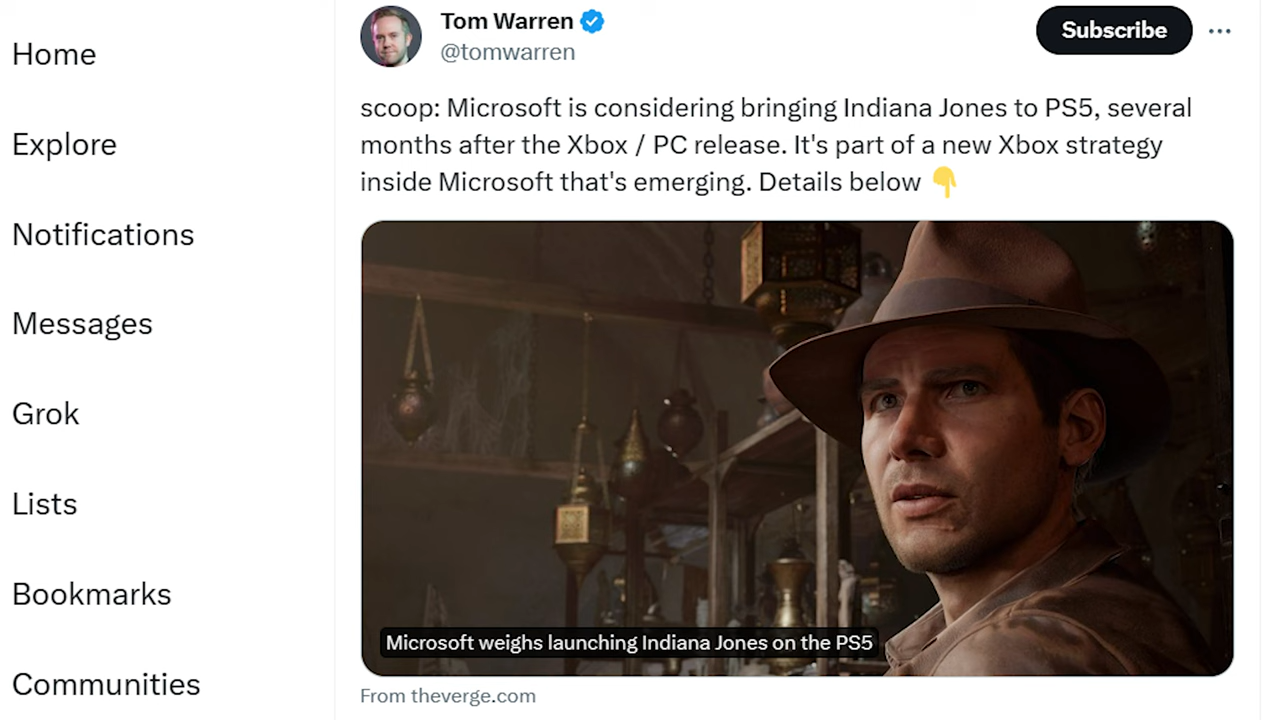 Home
Explore
Notifications
Messages
Grok
Lists
Bookmarks
Communities
Tom Warren
@tomwarren
Subscribe
scoop: Microsoft is considering bringing Indiana Jones to PS5, several
months after the Xbox / PC release. It's part of a new Xbox strategy
inside Microsoft that's emerging. Details below 👇
Microsoft weighs launching Indiana Jones on the PS5
From theverge.com